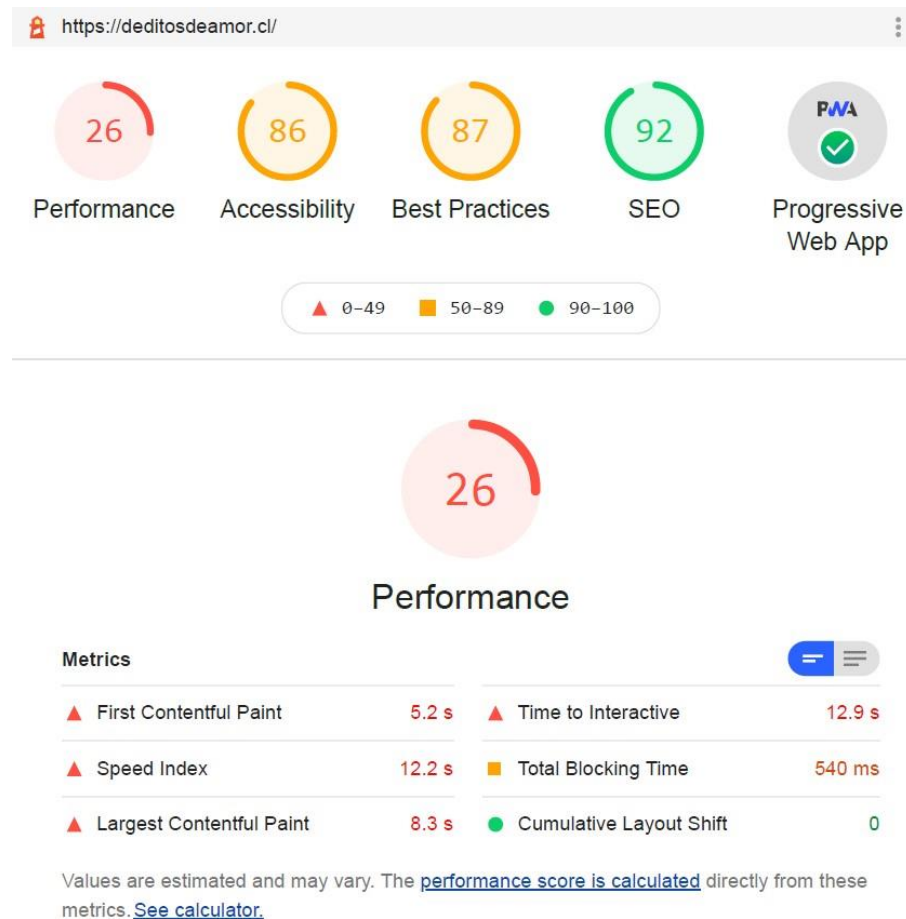 https://deditosdeamor.cl/
26 86 87 92 PWA
Performance Accessibility Best Practices SEO Progressive
Web App
0–49 50–89 90–100
26
Performance
Metrics
First Contentful Paint 5.2 s Time to Interactive 12.9 s
Speed Index 12.2 s Total Blocking Time 540 ms
Largest Contentful Paint 8.3 s Cumulative Layout Shift 0
Values are estimated and may vary. The performance score is calculated directly from these
metrics. See calculator.